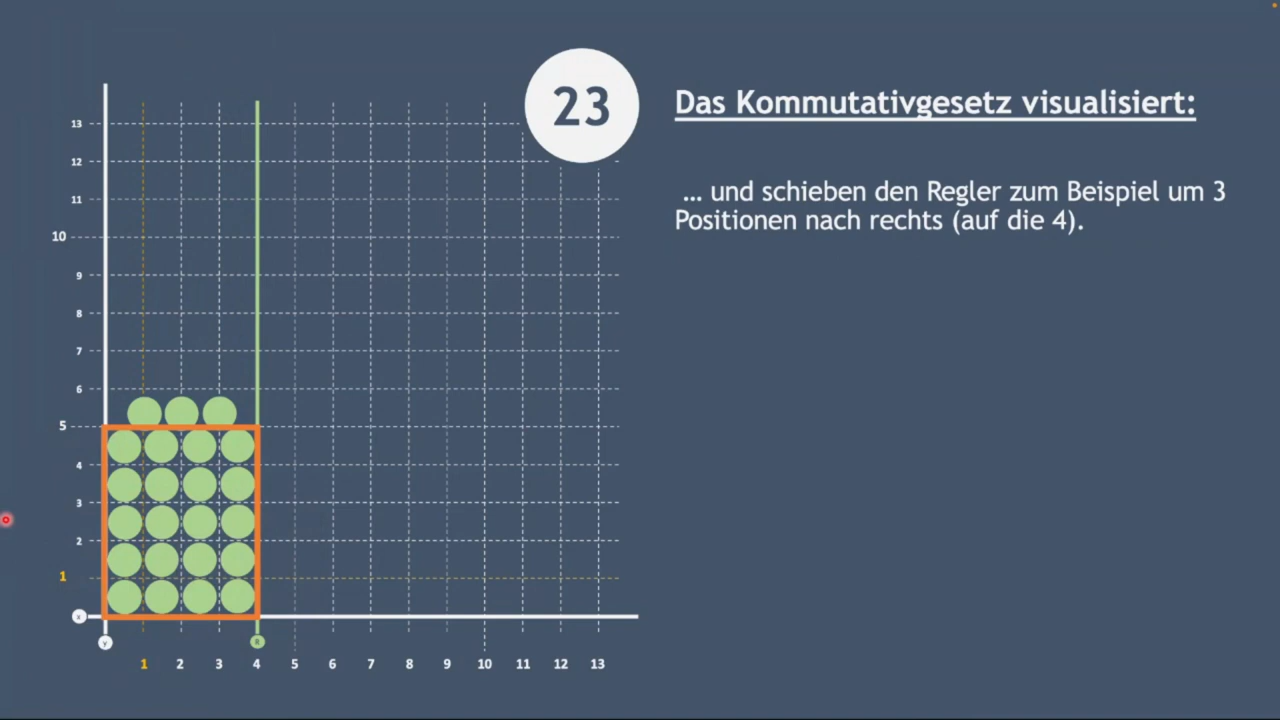 23
Das Kommutativgesetz visualisiert:
… und schieben den Regler zum Beispiel um 3
Positionen nach rechts (auf die 4).
13
12
11
10
9
8
7
6
5
4
3
2
1
X
Y
R
1 2 3 4 5 6 7 8 9 10 11 12 13